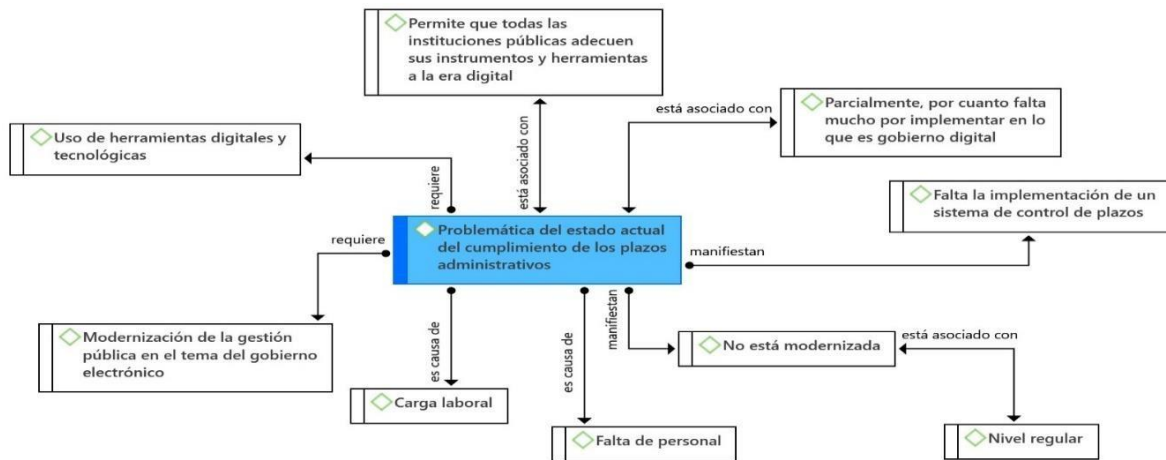 Permite que todas las
instituciones públicas adecuen
sus instrumentos y herramientas
a la era digital
está asociado con
Parcialmente, por cuanto falta
mucho por implementar en lo
que es gobierno digital
Uso de herramientas digitales y
tecnológicas
requiere
está asociado con
Falta la implementación de un
sistema de control de plazos
Problemática del estado actual
del cumplimiento de los plazos
administrativos
requiere
manifiestan
Modernización de la gestión
pública en el tema del gobierno
electrónico
es causa de
Carga laboral
es causa de
Falta de personal
manifiestan
No está modernizada
está asociado con
Nivel regular